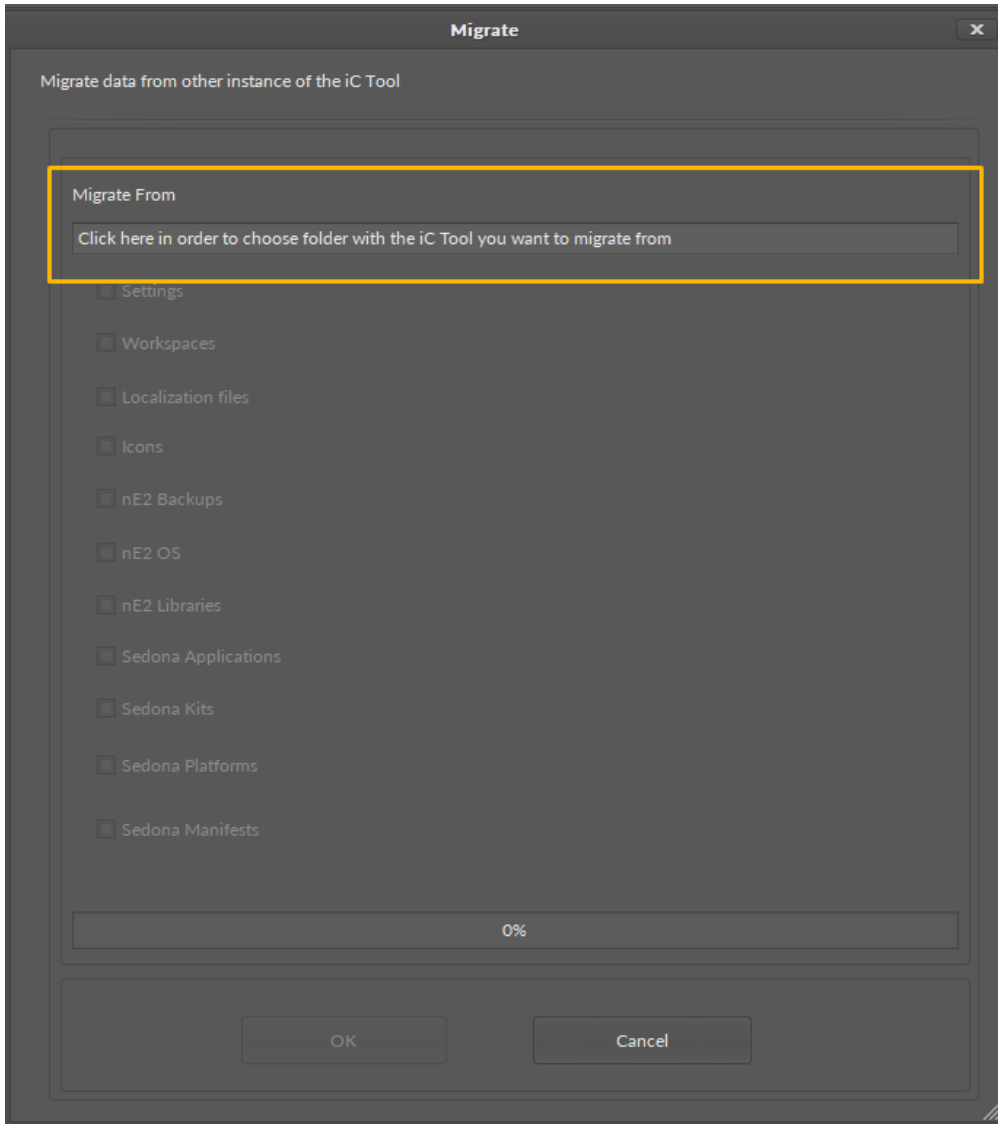 Migrate
Migrate data from other instance of the iC Tool
Migrate From
Click here in order to choose folder with the iC Tool you want to migrate from
Settings
Workspaces
Localization files
Icons
nE2 Backups
nE2 OS
nE2 Libraries
Sedona Applications
Sedona Kits
Sedona Platforms
Sedona Manifests
0%
OK Cancel